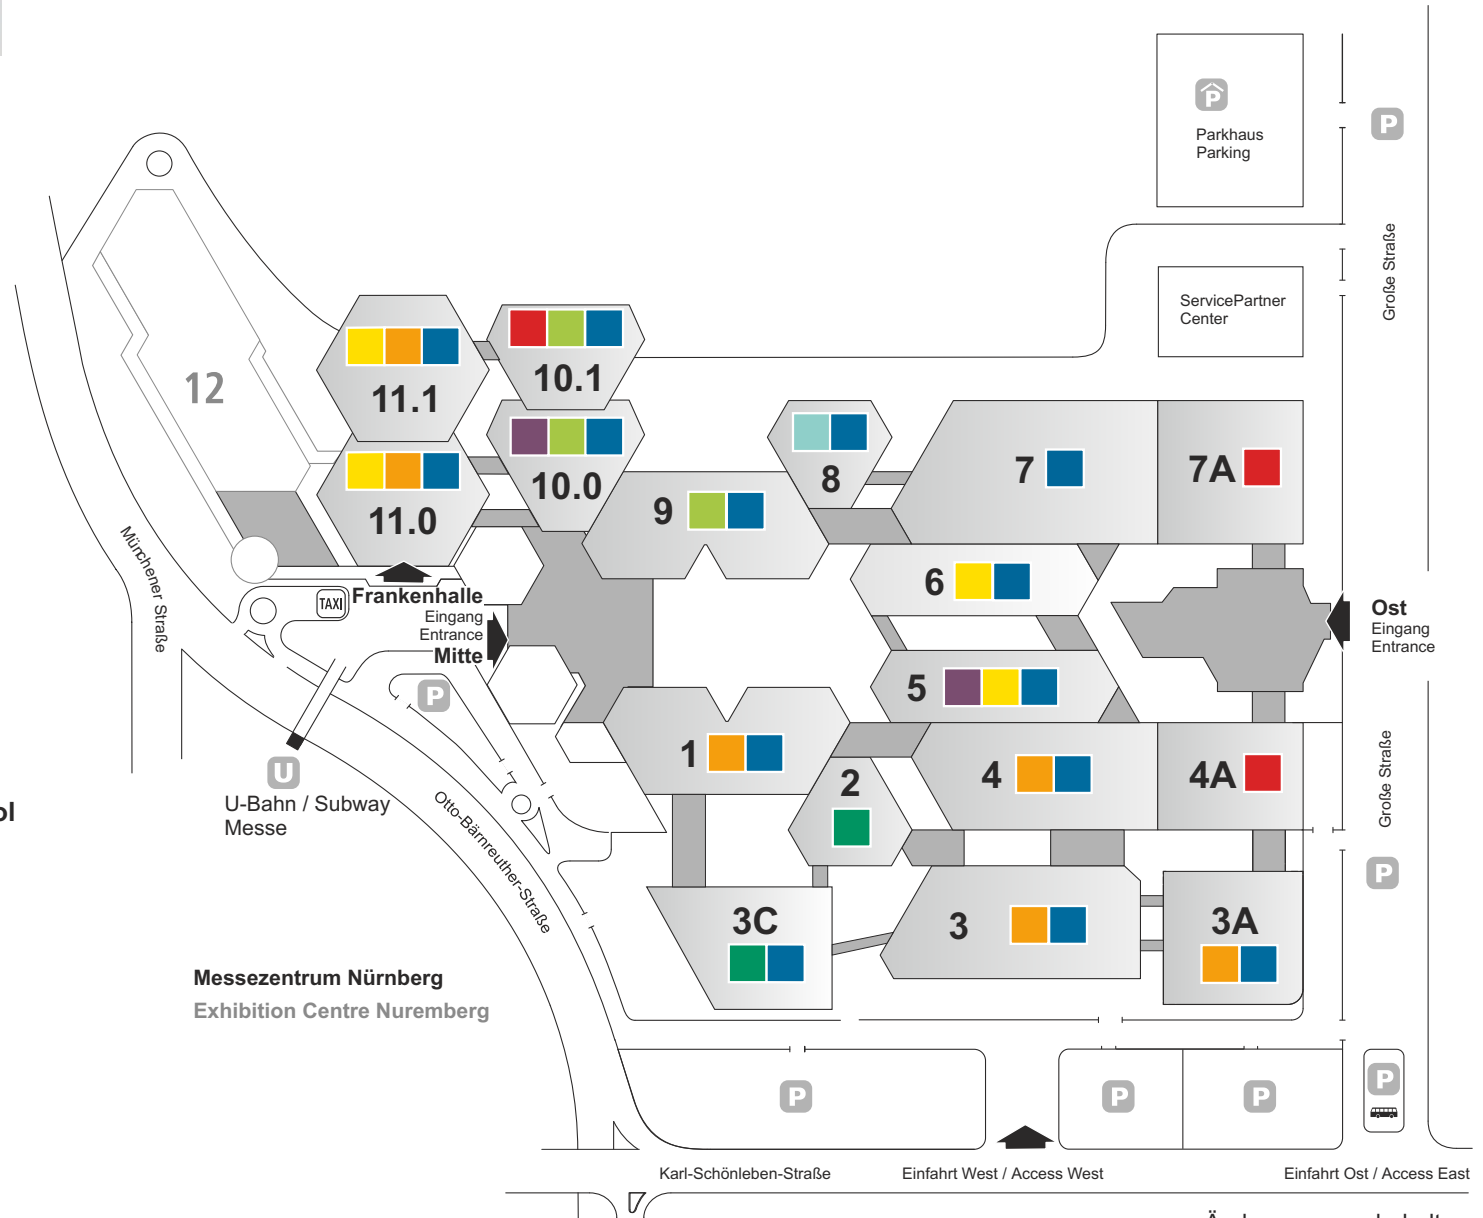 P
Parkhaus
Parking
P
Große Straße
ServicePartner
Center
12
11.1
10.1
11.0
10.0
9
8
7
7A
6
5
Münchener Straße
TAXI
Frankenhalle
Eingang
Entrance
Mitte
Ost
Eingang
Entrance
P
1
2
4
4A
Große Straße
U
U-Bahn / Subway
Messe
ol
Otto-Bärnreuther-Straße
P
3C
3
3A
Messezentrum Nürnberg
Exhibition Centre Nuremberg
P
P
P
P
Karl-Schönleben-Straße
Einfahrt West / Access West
Einfahrt Ost / Access East